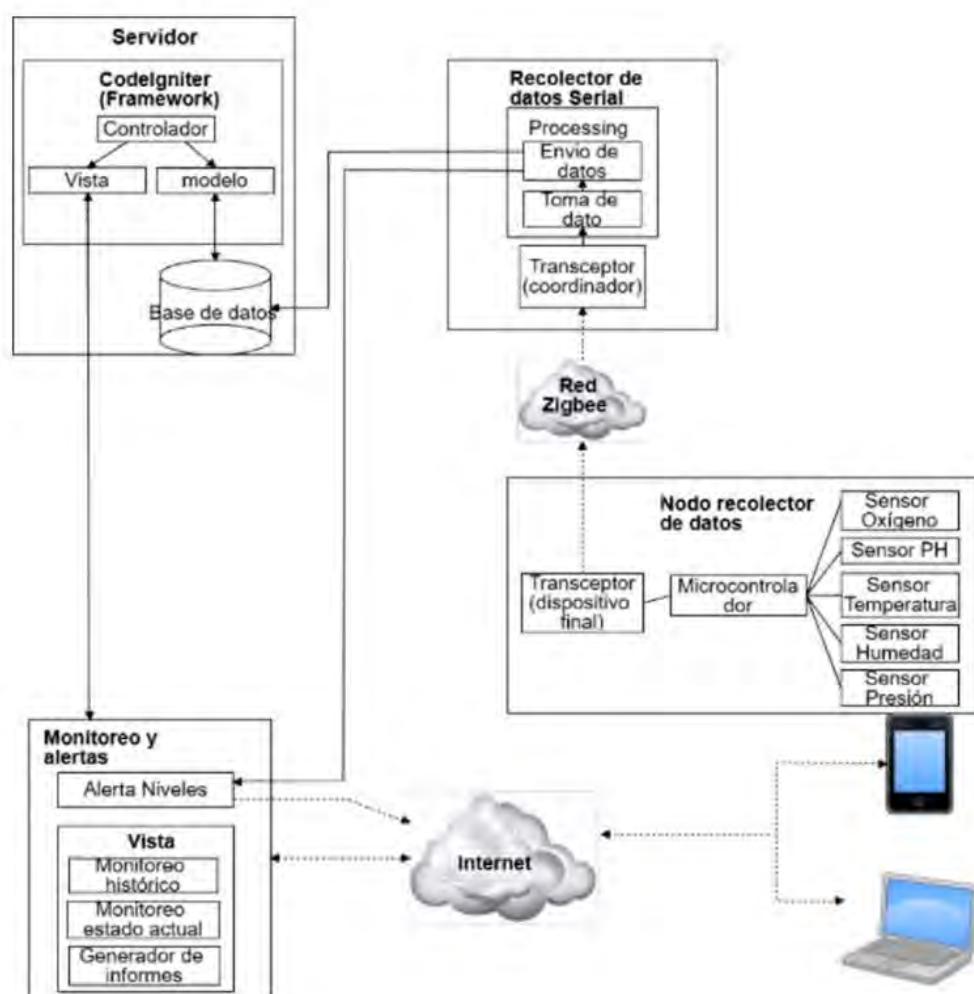 Servidor
CodeIgniter
(Framework)
Controlador
Vista
modelo
Base de datos
Recolector de
datos Serial
Processing
Envio de
datos
Toma de
dato
Transceptor
(coordinador)
Red
Zigbee
Nodo recolector
de datos
Transceptor
(dispositivo
final)
Microcontrola
dor
Sensor
Oxígeno
Sensor PH
Sensor
Temperatura
Sensor
Humedad
Sensor
Presión
Monitoreo y
alertas
Alerta Niveles
Vista
Monitoreo
histórico
Monitoreo
estado actual
Generador de
informes
Internet